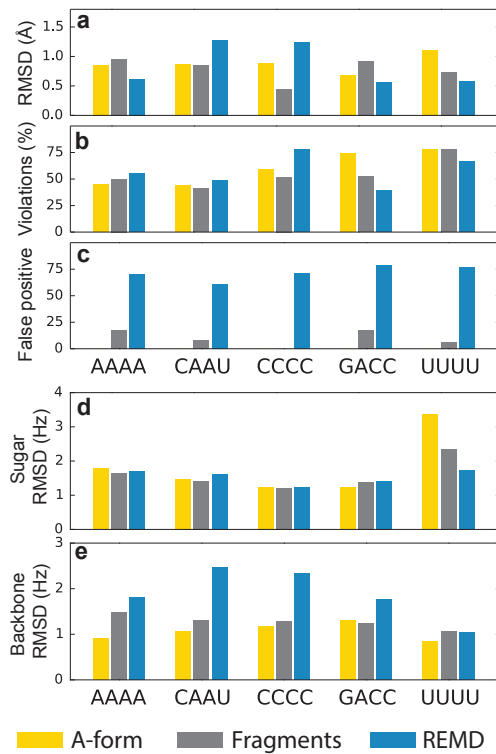 a
RMSD (Å)
1.5
1.0
0.5
0.0
b
Violations (%)
75
50
25
0
c
False positive
75
50
25
0
AAAA CAAU CCCC GACC UUUU
d
Sugar
RMSD (Hz)
4
3
2
1
0
e
Backbone
RMSD (Hz)
3
2
1
0
AAAA CAAU CCCC GACC UUUU
A-form Fragments REMD